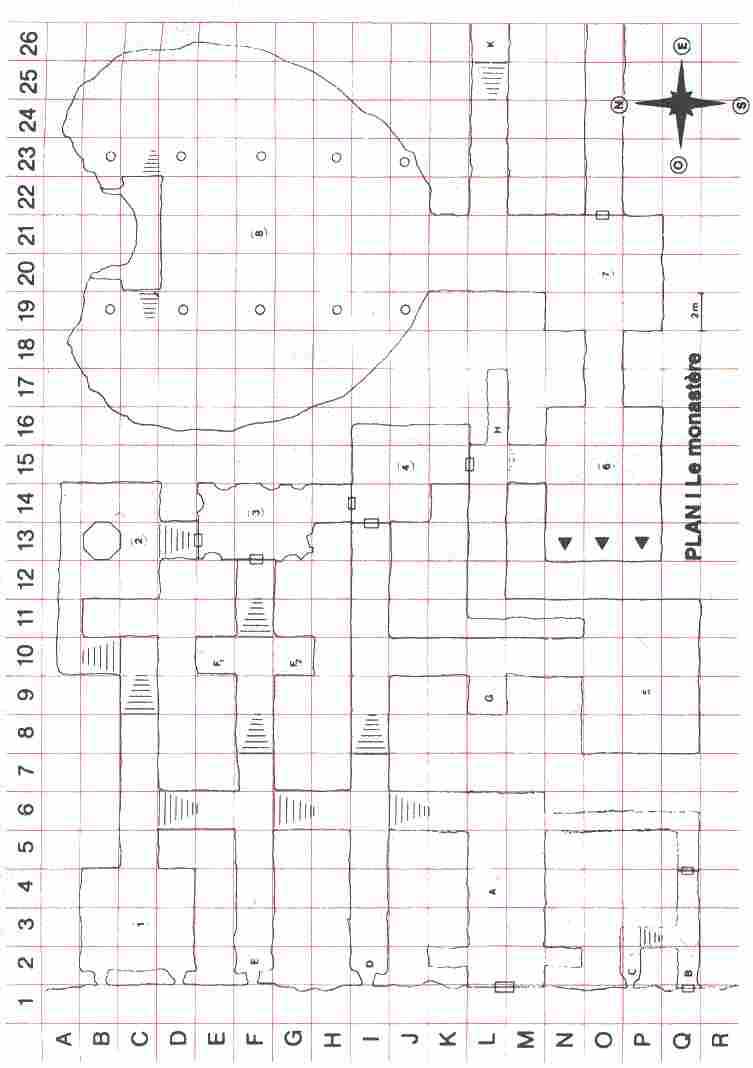 1 2 3 4 5 6 7 8 9 10 11 12 13 14 15 16 17 18 19 20 21 22 23 24 25 26
A
B
C
D
E
F
G
H
I
J
K
L
M
N
O
P
Q
R
1
2
F1
E
3
8
F2
D
4
A
G
H
K
6
7
C
5
B
N
O
E
S
2m
PLAN I Le monastère